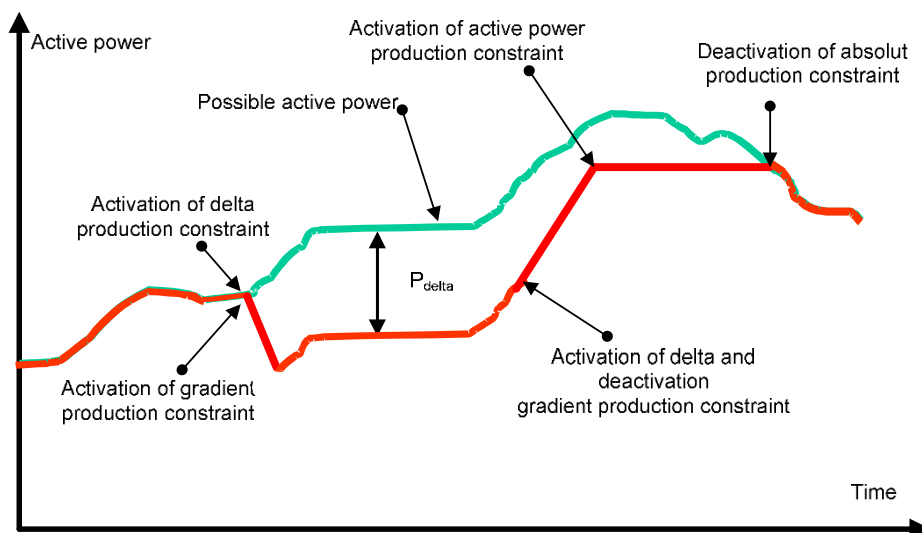 Active power
Activation of active power
production constraint
Deactivation of absolut
production constraint
Possible active power
Activation of delta
production constraint
P delta
Activation of gradient
production constraint
Activation of delta and
deactivation
gradient production constraint
Time